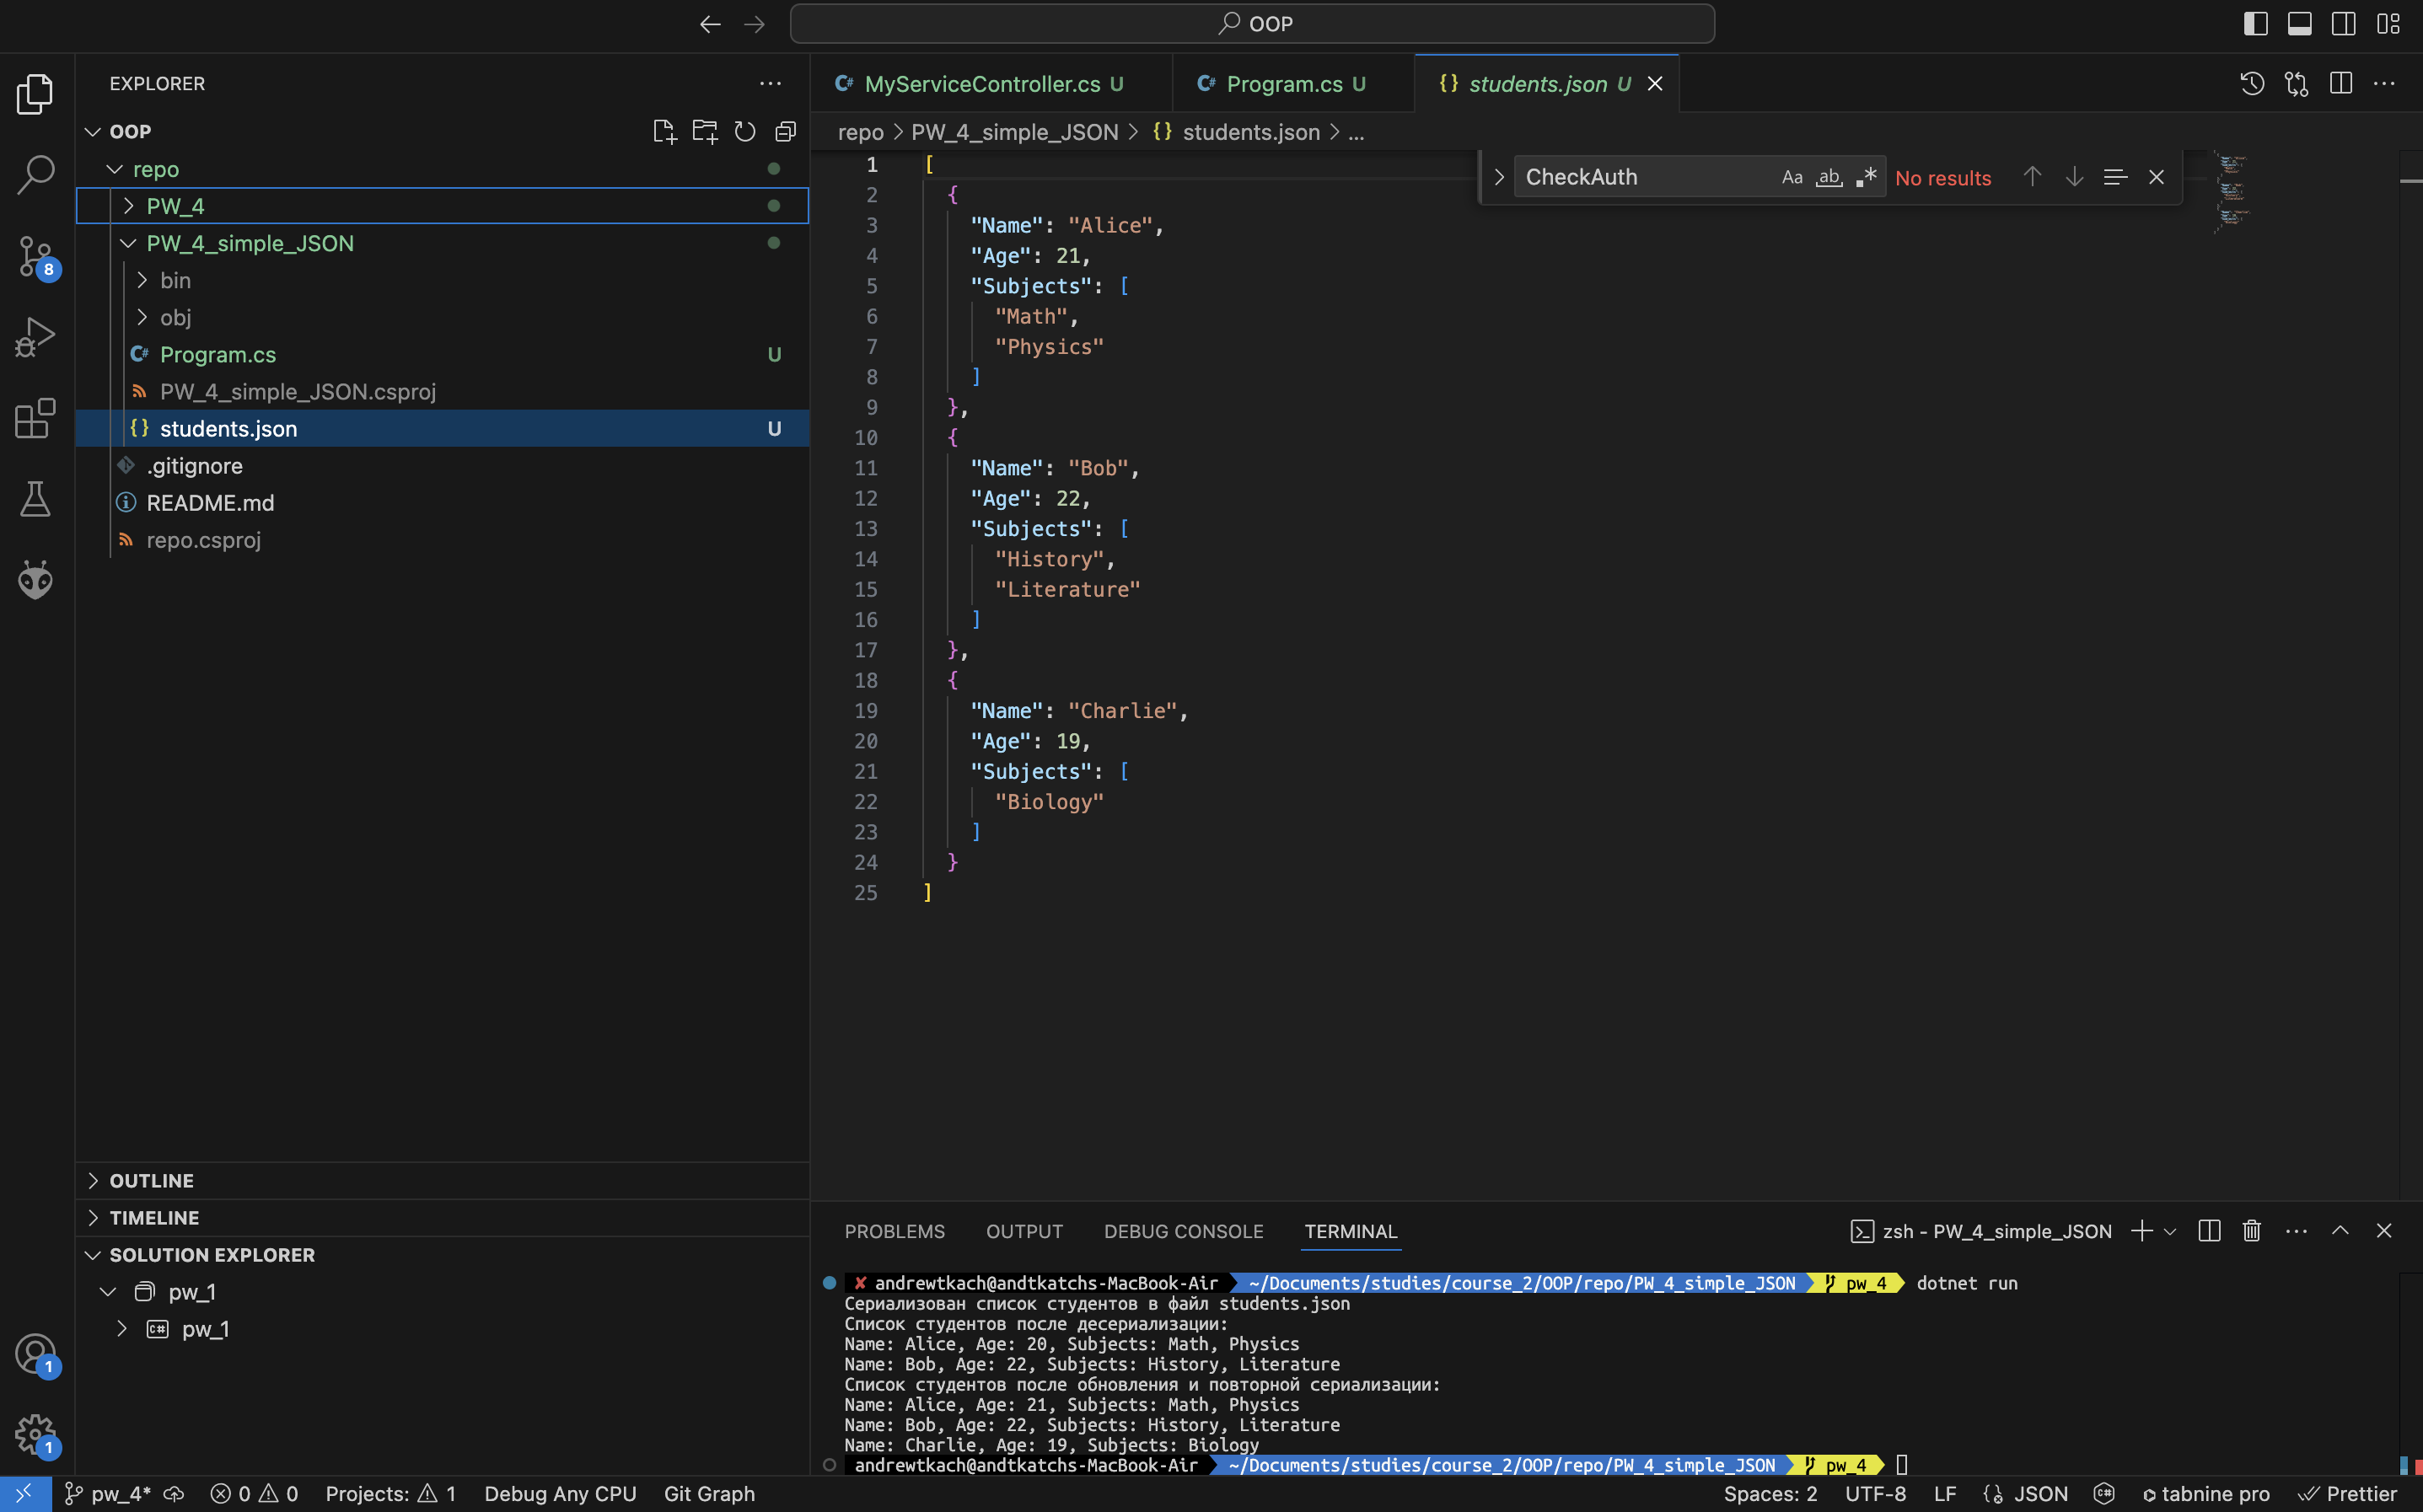 OOP
EXPLORER
OOP
repo
PW_4
PW_4_simple_JSON
bin
obj
C# Program.cs U
PW_4_simple_JSON.csproj
{} students.json U
.gitignore
README.md
repo.csproj
8
OUTLINE
TIMELINE
SOLUTION EXPLORER
pw_1
C# pw_1
1
1
C# MyServiceController.cs U
C# Program.cs U
{} students.json U
repo > PW_4_simple_JSON > {} students.json > ...
CheckAuth Aa ab .* No results
1 [
2 {
3 "Name": "Alice",
4 "Age": 21,
5 "Subjects": [
6 "Math",
7 "Physics"
8 ]
9 },
10 {
11 "Name": "Bob",
12 "Age": 22,
13 "Subjects": [
14 "History",
15 "Literature"
16 ]
17 },
18 {
19 "Name": "Charlie",
20 "Age": 19,
21 "Subjects": [
22 "Biology"
23 ]
24 }
25 ]
PROBLEMS OUTPUT DEBUG CONSOLE TERMINAL zsh - PW_4_simple_JSON
✘ andrewtkach@andtkatchs-MacBook-Air ~/Documents/studies/course_2/OOP/repo/PW_4_simple_JSON pw_4 dotnet run
Сериализован список студентов в файл students.json
Список студентов после десериализации:
Name: Alice, Age: 20, Subjects: Math, Physics
Name: Bob, Age: 22, Subjects: History, Literature
Список студентов после обновления и повторной сериализации:
Name: Alice, Age: 21, Subjects: Math, Physics
Name: Bob, Age: 22, Subjects: History, Literature
Name: Charlie, Age: 19, Subjects: Biology
andrewtkach@andtkatchs-MacBook-Air ~/Documents/studies/course_2/OOP/repo/PW_4_simple_JSON pw_4
pw_4* 0 0 Projects: 1 Debug Any CPU Git Graph Spaces: 2 UTF-8 LF JSON tabnine pro Prettier